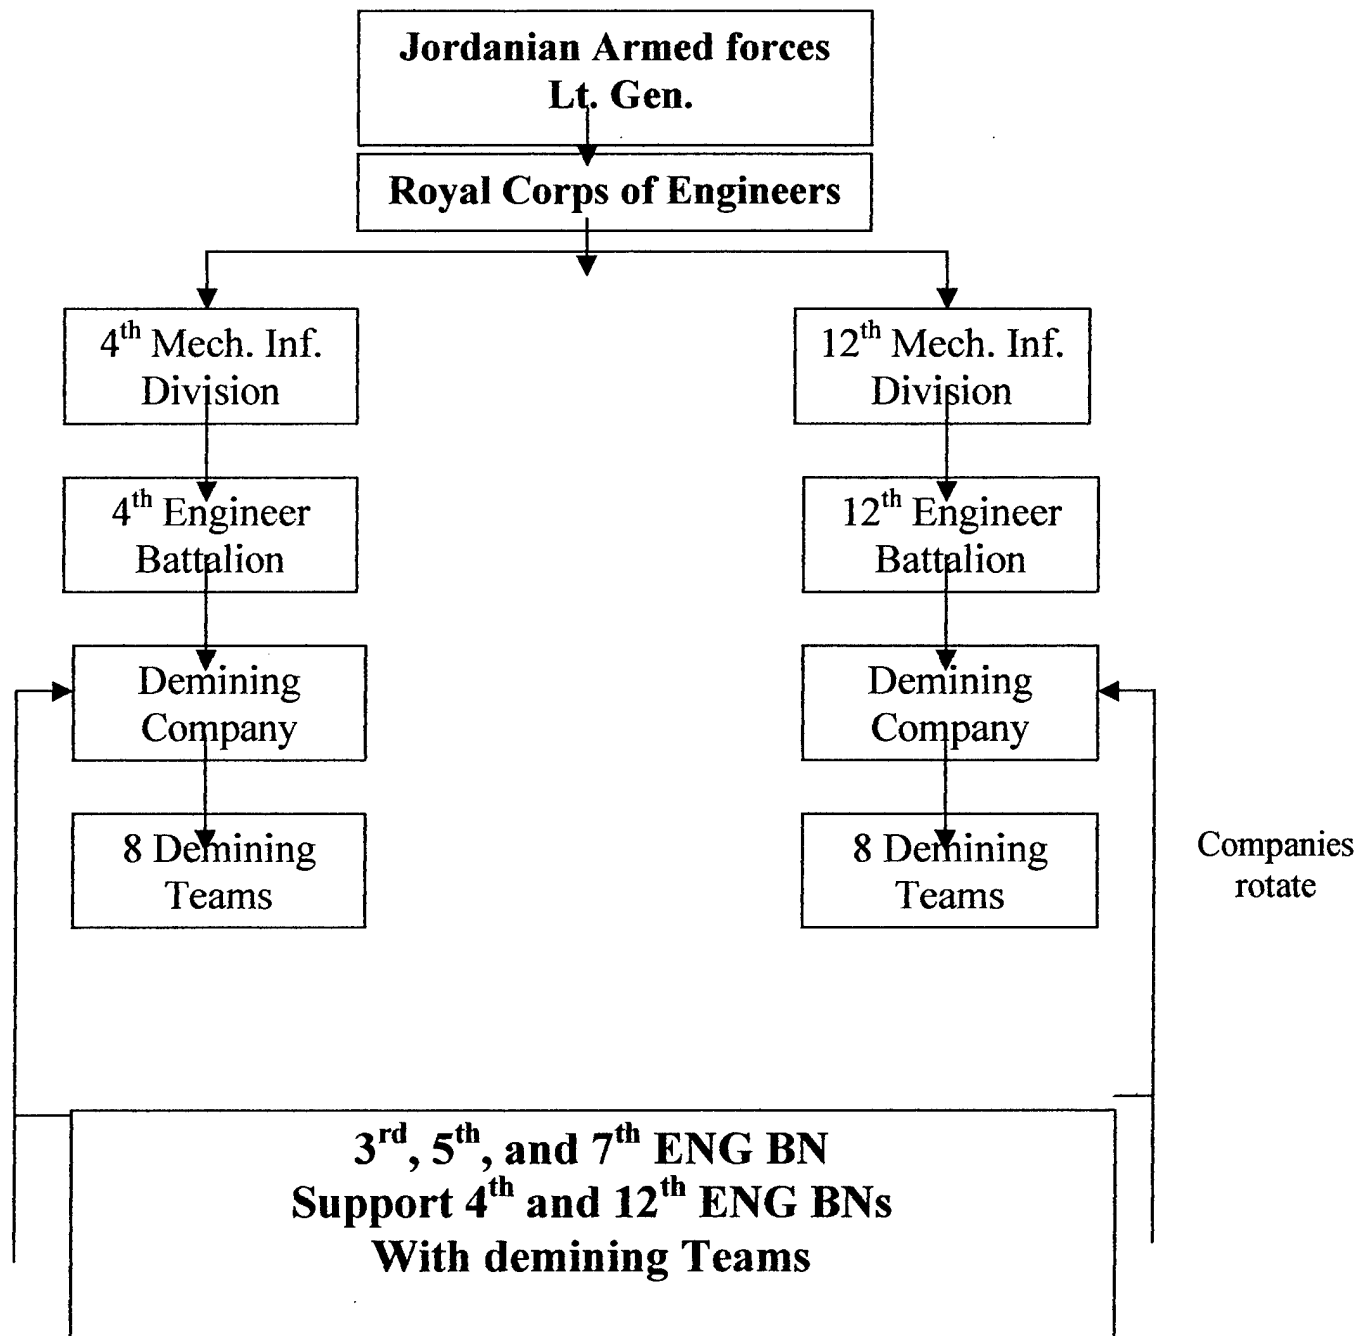 Jordanian Armed forces
Lt. Gen.
Royal Corps of Engineers
4th Mech. Inf.
Division
12th Mech. Inf.
Division
4th Engineer
Battalion
12th Engineer
Battalion
Demining
Company
Demining
Company
8 Demining
Teams
8 Demining
Teams
Companies
rotate
3rd, 5th, and 7th ENG BN
Support 4th and 12th ENG BNs
With demining Teams